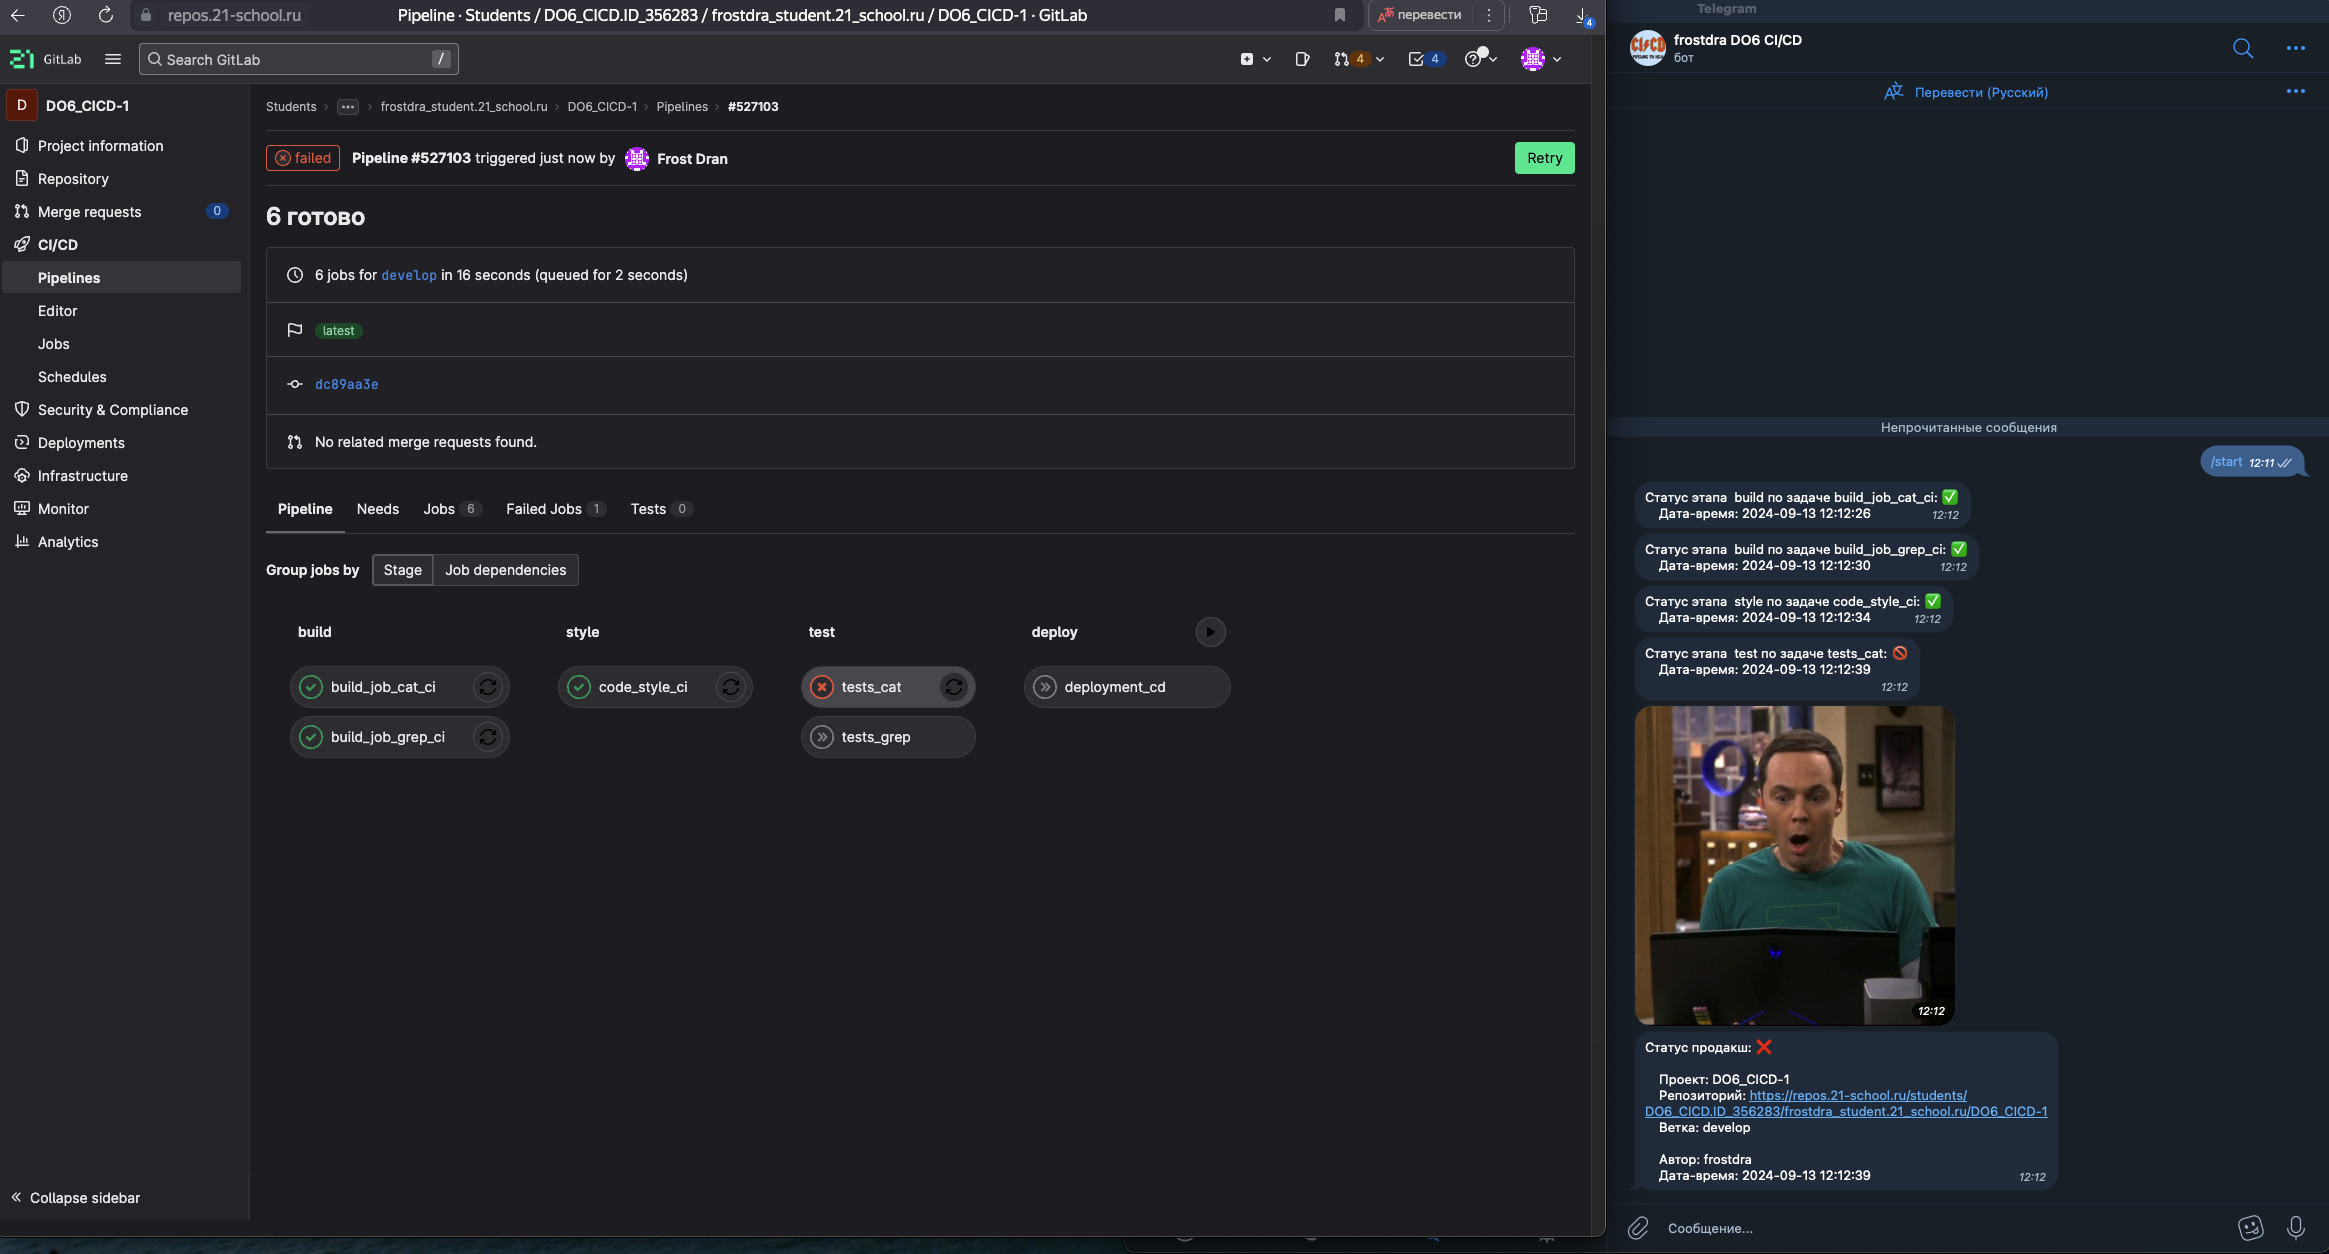 repos.21-school.ru
Pipeline · Students / DO6_CICD.ID_356283 / frostdra_student.21_school.ru / DO6_CICD-1 · GitLab
перевести
4
GitLab
Search GitLab
/
4
4
D
DO6_CICD-1
Project information
Repository
Merge requests
0
CI/CD
Pipelines
Editor
Jobs
Schedules
Security & Compliance
Deployments
Infrastructure
Monitor
Analytics
Collapse sidebar
Students › ... › frostdra_student.21_school.ru › DO6_CICD-1 › Pipelines › #527103
failed
Pipeline #527103 triggered just now by Frost Dran
Retry
6 готово
6 jobs for develop in 16 seconds (queued for 2 seconds)
latest
dc89aa3e
No related merge requests found.
Pipeline Needs Jobs 6 Failed Jobs 1 Tests 0
Group jobs by Stage Job dependencies
build style test deploy
build_job_cat_ci code_style_ci tests_cat deployment_cd
build_job_grep_ci tests_grep
Telegram
CI/CD
frostdra DO6 CI/CD
бот
Перевести (Русский)
Непрочитанные сообщения
/start 12:11
Статус этапа build по задаче build_job_cat_ci: ✅
Дата-время: 2024-09-13 12:12:26 12:12
Статус этапа build по задаче build_job_grep_ci: ✅
Дата-время: 2024-09-13 12:12:30 12:12
Статус этапа style по задаче code_style_ci: ✅
Дата-время: 2024-09-13 12:12:34 12:12
Статус этапа test по задаче tests_cat: 🚫
Дата-время: 2024-09-13 12:12:39
12:12
12:12
Статус продакш: ❌
Проект: DO6_CICD-1
Репозиторий: https://repos.21-school.ru/students/
DO6_CICD.ID_356283/frostdra_student.21_school.ru/DO6_CICD-1
Ветка: develop
Автор: frostdra
Дата-время: 2024-09-13 12:12:39 12:12
Сообщение...